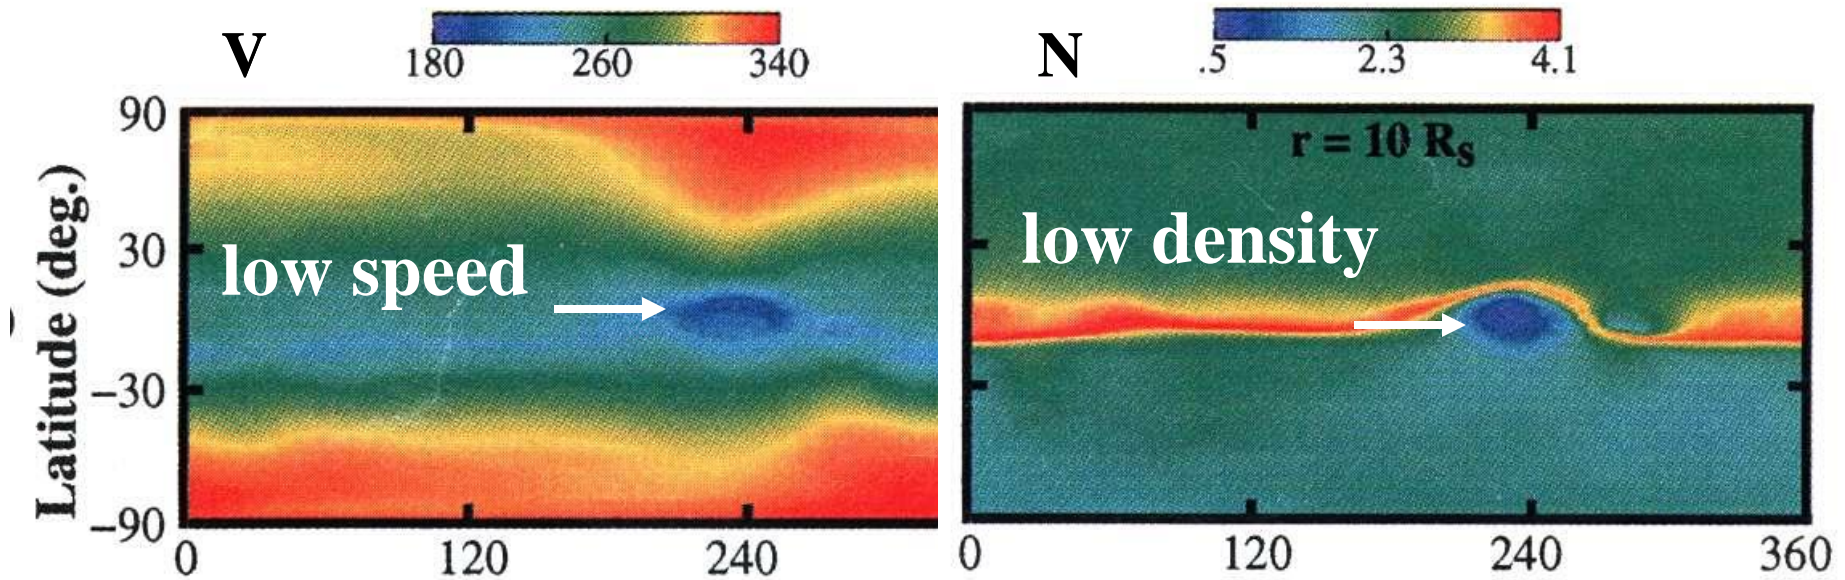 V
180 260 340
N
.5 2.3 4.1
90
30
−30
−90
Latitude (deg.)
low speed
0 120 240
r = 10 Rs
low density
0 120 240 360